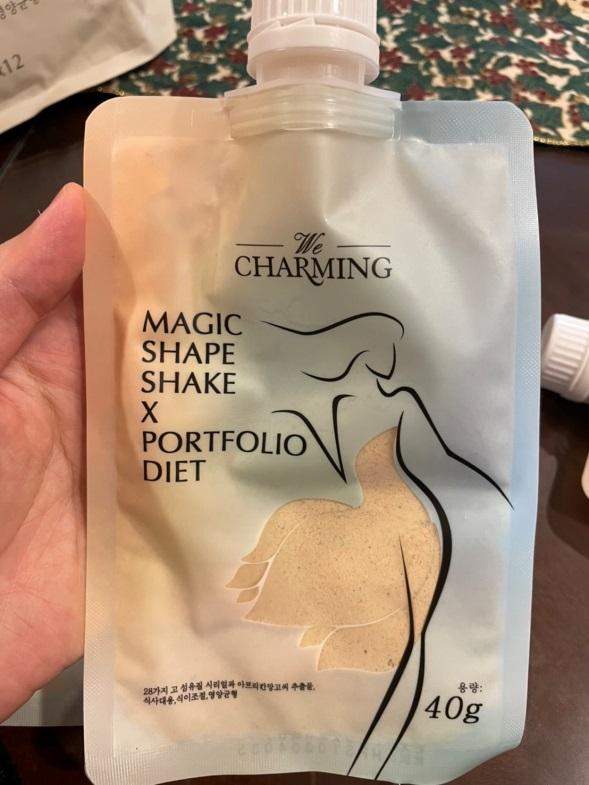 x12
We
CHARMING
MAGIC
SHAPE
SHAKE
X
PORTFOLIO
DIET
28가지 고 섬유질 시리얼과 아프리칸망고씨 추출물,
식사대용,식이조절,영양균형
용량:
40g